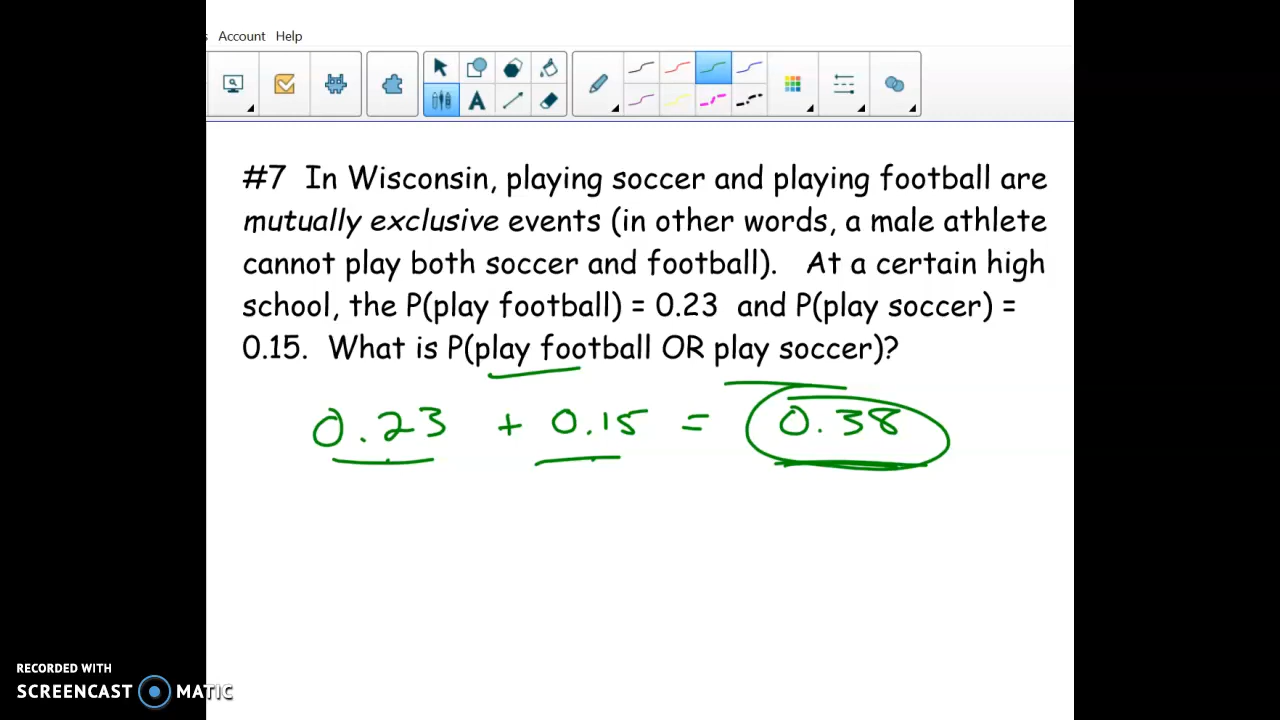 s Account Help
#7 In Wisconsin, playing soccer and playing football are
mutually exclusive events (in other words, a male athlete
cannot play both soccer and football). At a certain high
school, the P(play football) = 0.23 and P(play soccer) =
0.15. What is P(play football OR play soccer)?
0.23 + 0.15 = 0.38
RECORDED WITH
SCREENCAST MATIC